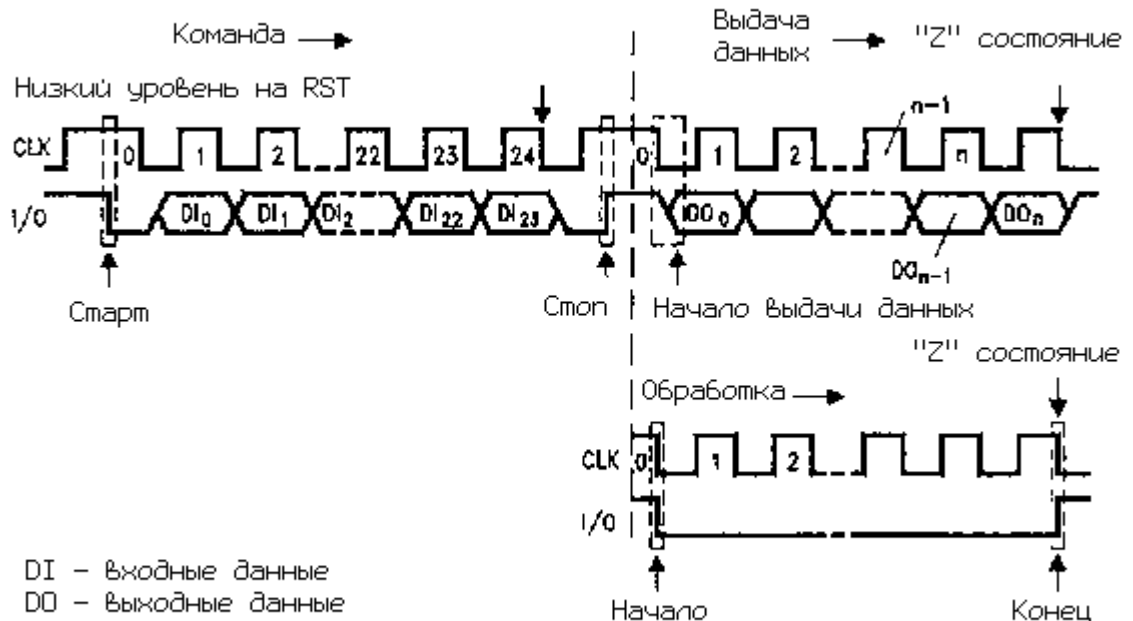 Команда
Выдача данных
"Z" состояние
Низкий уровень на RST
n-1
CLK 0 1 2 22 23 24 0 1 2 n
I/O DI0 DI1 DI2 DI22 DI23 DO0 DOn
DOn-1
Старт
Стоп
Начало выдачи данных
"Z" состояние
Обработка
CLK 0 1 2
I/O
DI – входные данные
DO – выходные данные
Начало
Конец